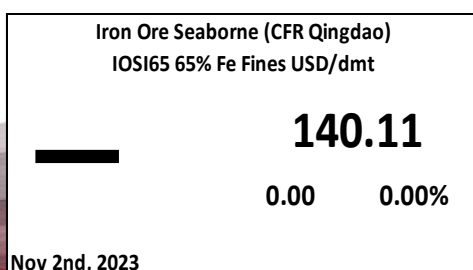 Iron Ore Seaborne (CFR Qingdao)
IOSI65 65% Fe Fines USD/dmt
140.11
0.00 0.00%
Nov 2nd, 2023